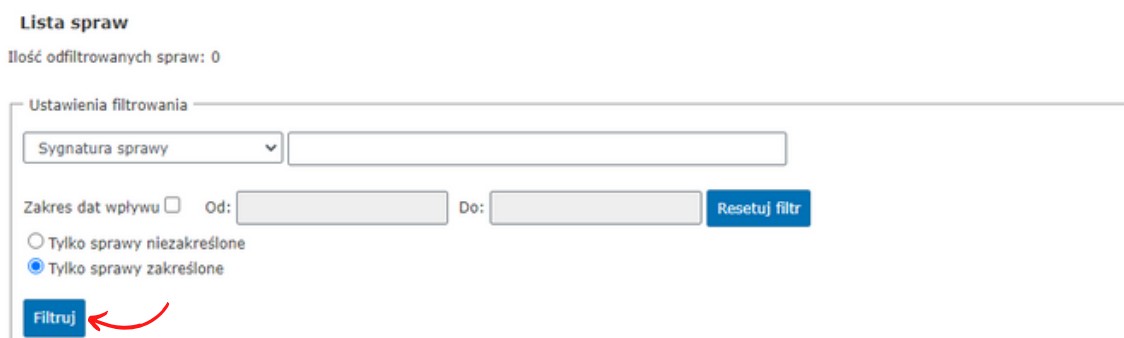 Lista spraw
Ilość odfiltrowanych spraw: 0
Ustawienia filtrowania
Sygnatura sprawy
Zakres dat wpływu Od: Do: Resetuj filtr
Tylko sprawy niezakreślone
Tylko sprawy zakreślone
Filtruj